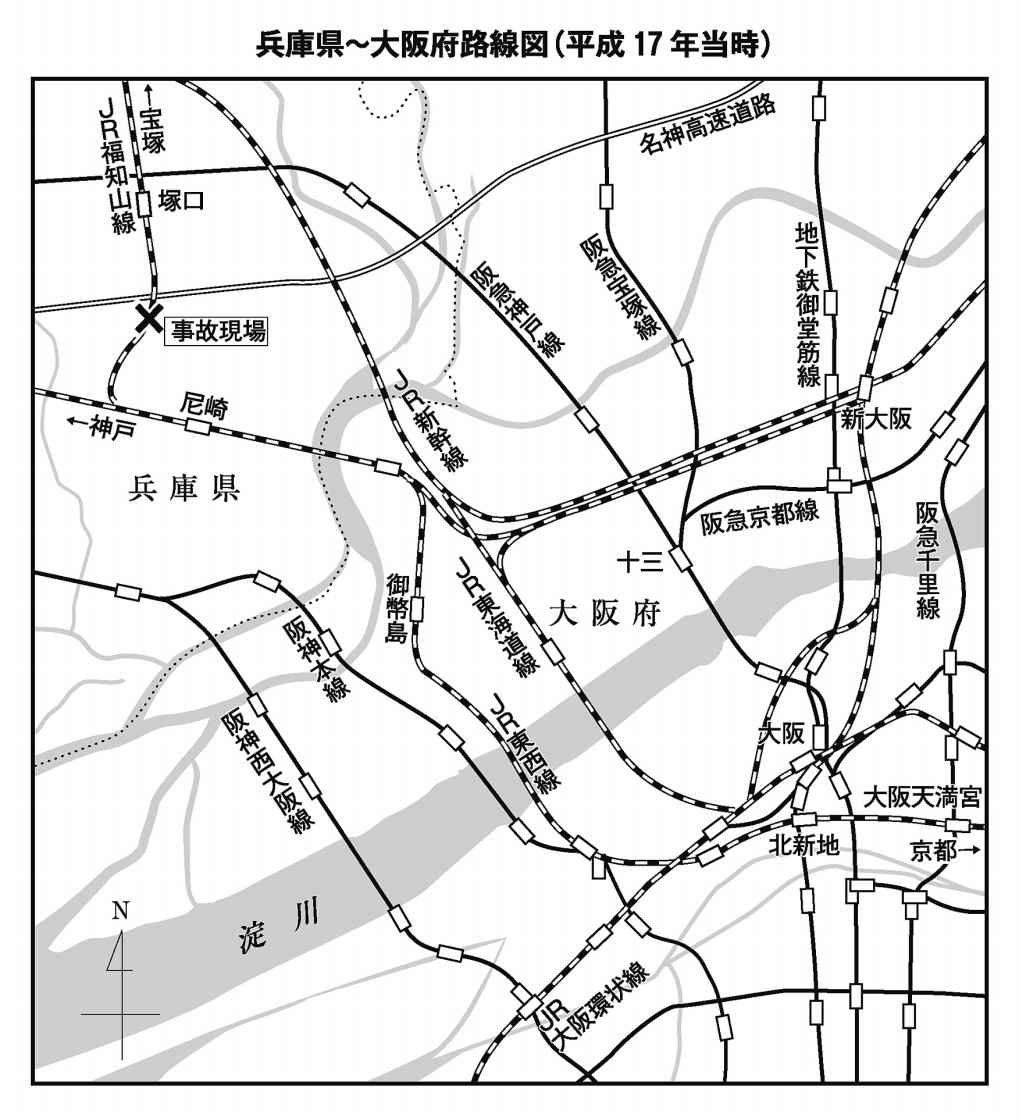 兵庫県～大阪府路線図（平成17年当時）
↑宝塚
JR福知山線
塚口
名神高速道路
阪急神戸線
阪急宝塚線
地下鉄御堂筋線
事故現場
JR新幹線
尼崎
←神戸
新大阪
兵庫県
阪急京都線
阪急千里線
十三
御幣島
JR東海道線
大阪府
阪神本線
JR東西線
阪神西大阪線
大阪
大阪天満宮
北新地
京都→
淀川
N
JR
大阪環状線